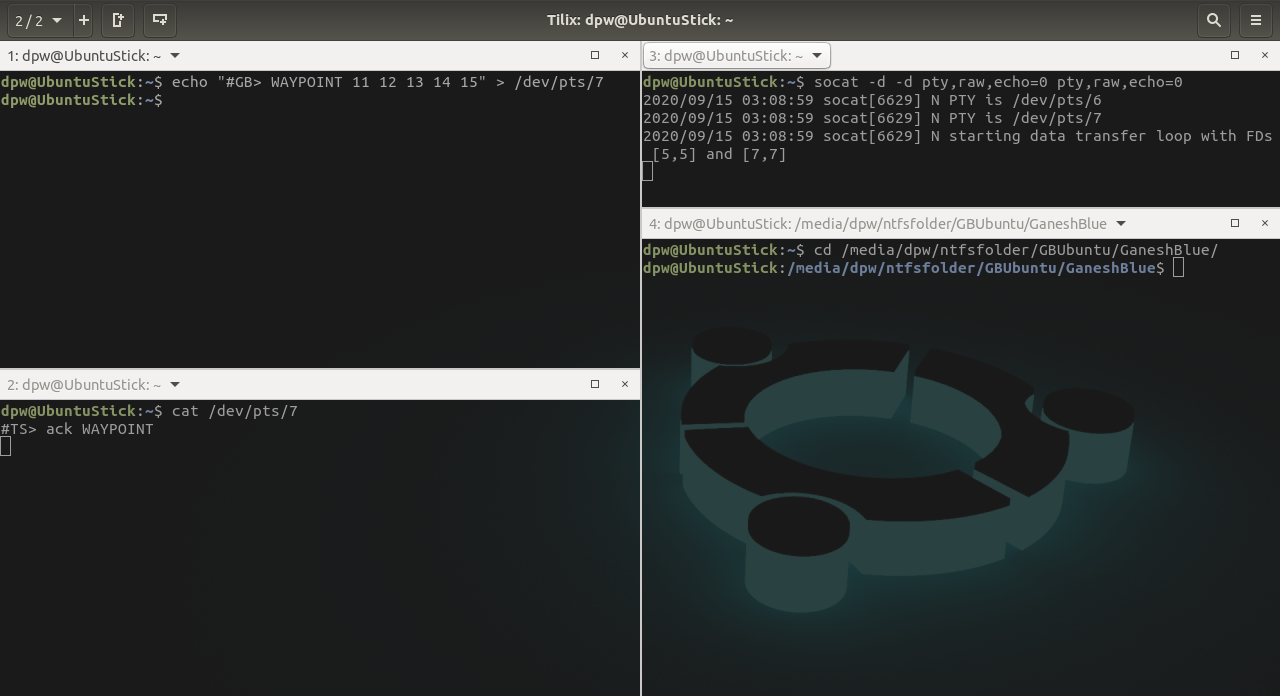 2 / 2
Tilix: dpw@UbuntuStick: ~
1: dpw@UbuntuStick: ~
dpw@UbuntuStick:~$ echo "#GB> WAYPOINT 11 12 13 14 15" > /dev/pts/7
dpw@UbuntuStick:~$
2: dpw@UbuntuStick: ~
dpw@UbuntuStick:~$ cat /dev/pts/7
#TS> ack WAYPOINT
3: dpw@UbuntuStick: ~
dpw@UbuntuStick:~$ socat -d -d pty,raw,echo=0 pty,raw,echo=0
2020/09/15 03:08:59 socat[6629] N PTY is /dev/pts/6
2020/09/15 03:08:59 socat[6629] N PTY is /dev/pts/7
2020/09/15 03:08:59 socat[6629] N starting data transfer loop with FDs
[5,5] and [7,7]
4: dpw@UbuntuStick: /media/dpw/ntfsfolder/GBUbuntu/GaneshBlue
dpw@UbuntuStick:~$ cd /media/dpw/ntfsfolder/GBUbuntu/GaneshBlue/
dpw@UbuntuStick:/media/dpw/ntfsfolder/GBUbuntu/GaneshBlue$